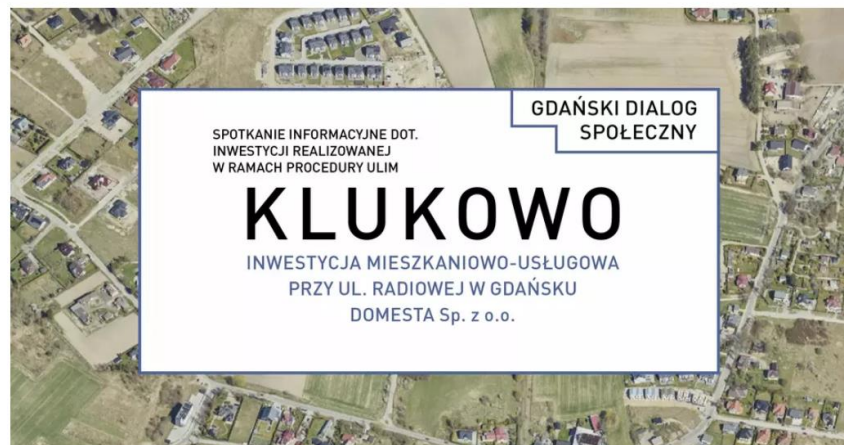 GDAŃSKI DIALOG
SPOŁECZNY
SPOTKANIE INFORMACYJNE DOT.
INWESTYCJI REALIZOWANEJ
W RAMACH PROCEDURY ULIM
KLUKOWO
INWESTYCJA MIESZKANIOWO-USŁUGOWA
PRZY UL. RADIOWEJ W GDAŃSKU
DOMESTA Sp. z o.o.